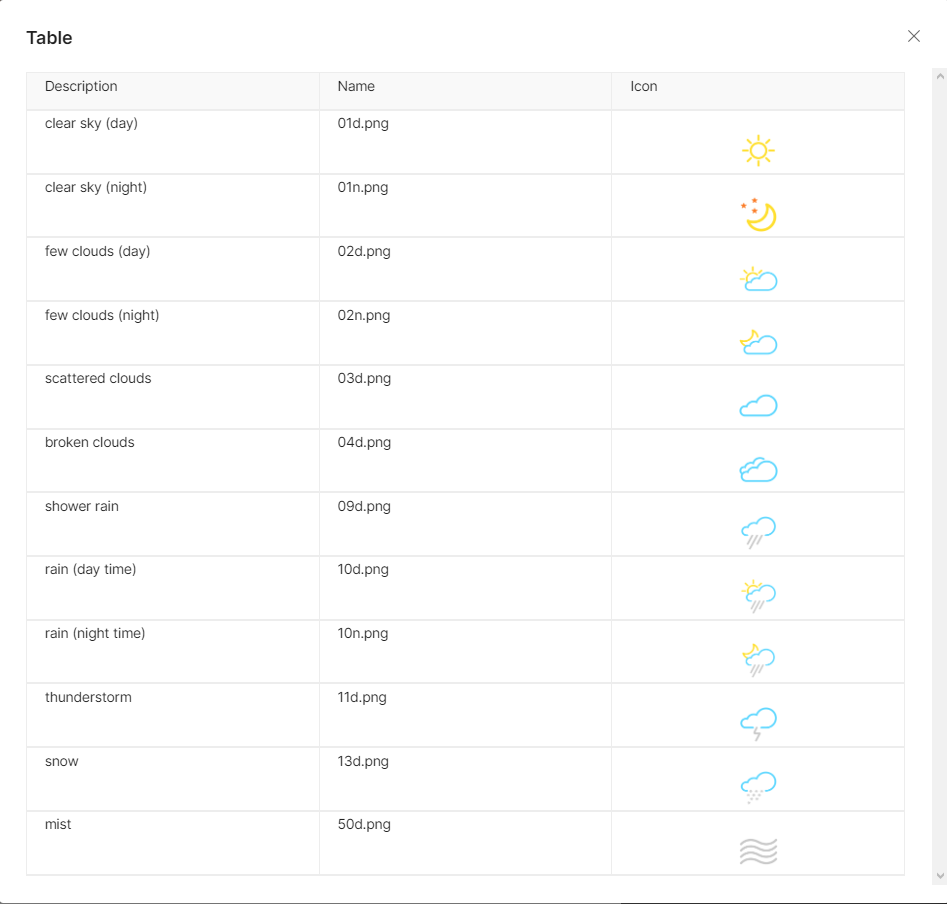 Table
Description Name Icon
clear sky (day) 01d.png
clear sky (night) 01n.png
few clouds (day) 02d.png
few clouds (night) 02n.png
scattered clouds 03d.png
broken clouds 04d.png
shower rain 09d.png
rain (day time) 10d.png
rain (night time) 10n.png
thunderstorm 11d.png
snow 13d.png
mist 50d.png